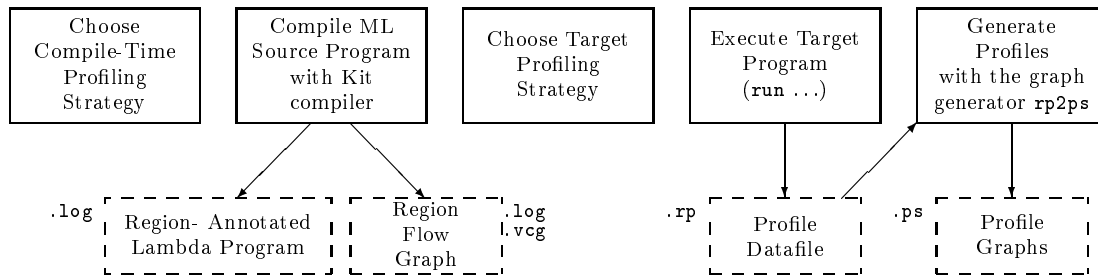 Choose
Compile-Time
Profiling
Strategy
Compile ML
Source Program
with Kit
compiler
Choose Target
Profiling
Strategy
Execute Target
Program
(run ...)
Generate
Profiles
with the graph
generator rp2ps
.log
Region- Annotated
Lambda Program
Region
Flow
Graph
.log
.vcg
.rp
Profile
Datafile
.ps
Profile
Graphs